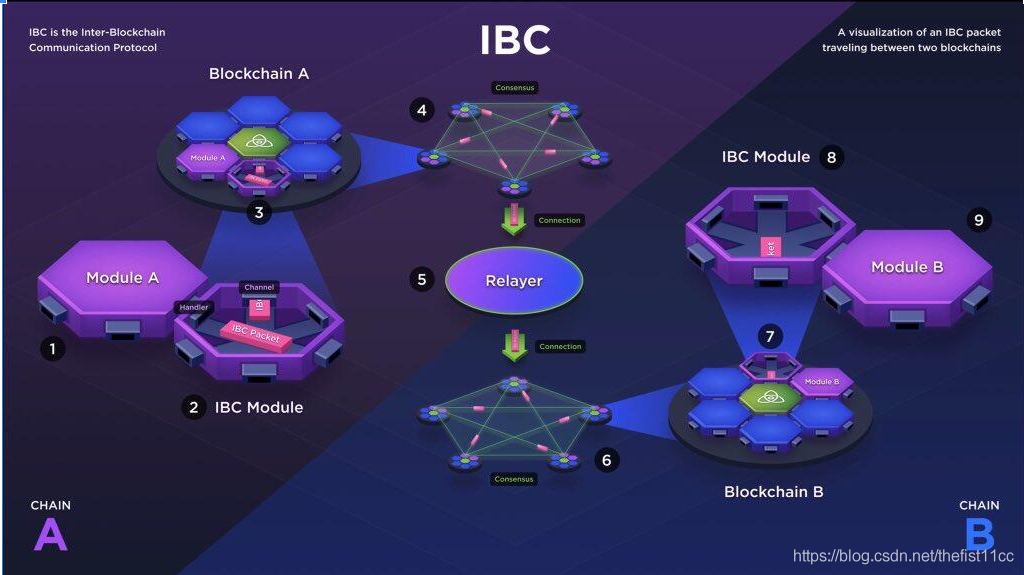 IBC is the Inter-Blockchain
Communication Protocol
IBC
A visualization of an IBC packet
traveling between two blockchains
Blockchain A
Consensus
4
Module A
3
Connection
IBC Module 8
9
Module A
Channel
Handler
IBC Packet
5
Relayer
Module B
1
Connection
7
2 IBC Module
Module B
6
Consensus
Blockchain B
CHAIN
A
CHAIN
B
https://blog.csdn.net/thefist11cc